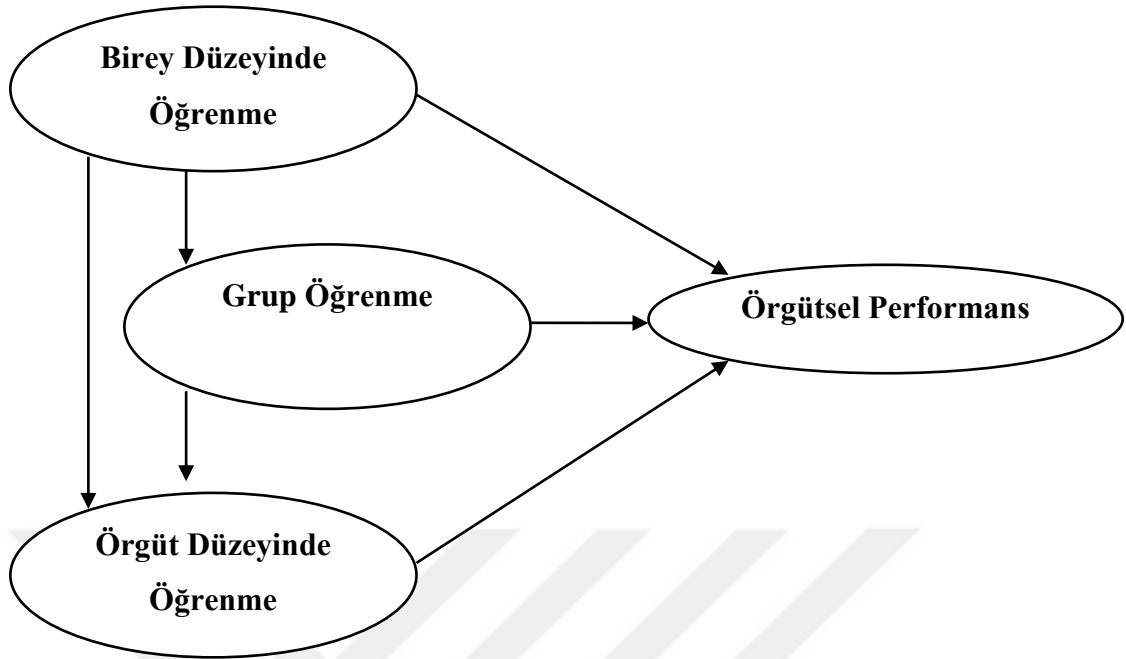 Birey Düzeyinde
Öğrenme
Grup Öğrenme
Örgütsel Performans
Örgüt Düzeyinde
Öğrenme